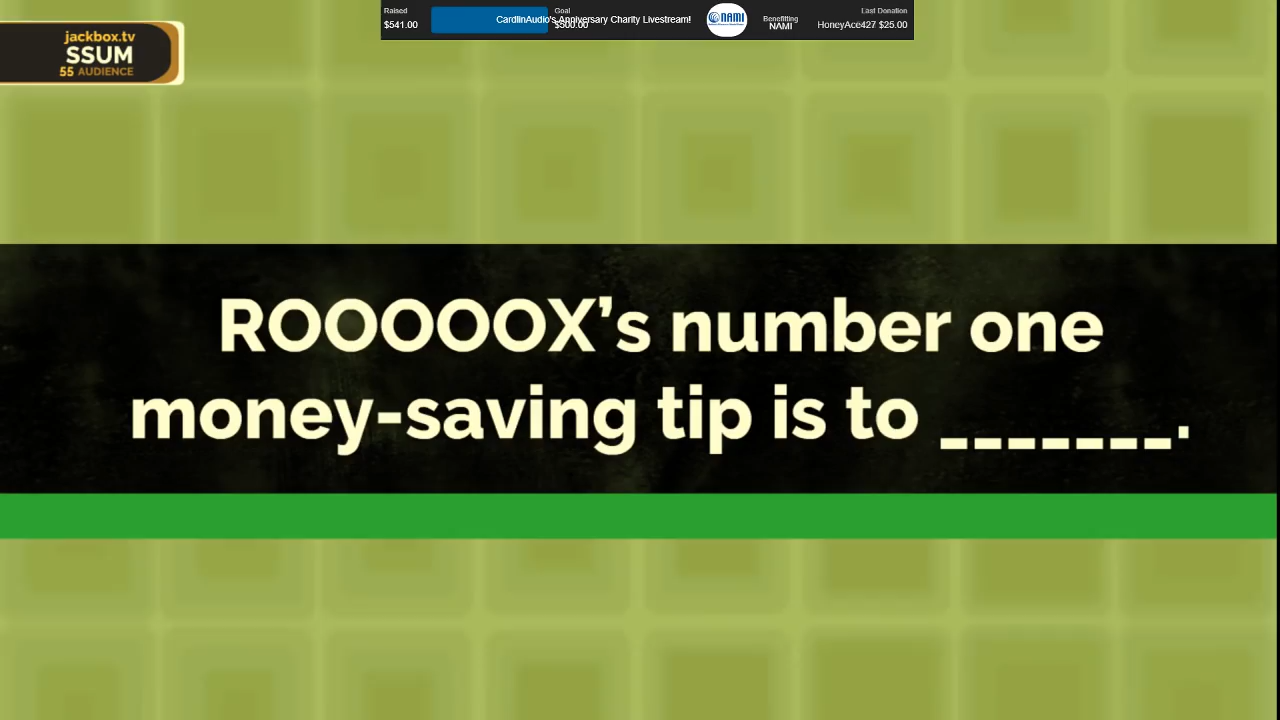 Raised
$541.00
CardlinAudio's Anniversary Charity Livestream!
Goal
$500.00
NAMI
Benefitting
NAMI
Last Donation
HoneyAce427 $25.00
jackbox.tv
SSUM
55 AUDIENCE
ROOOOOX's number one
money-saving tip is to _______.